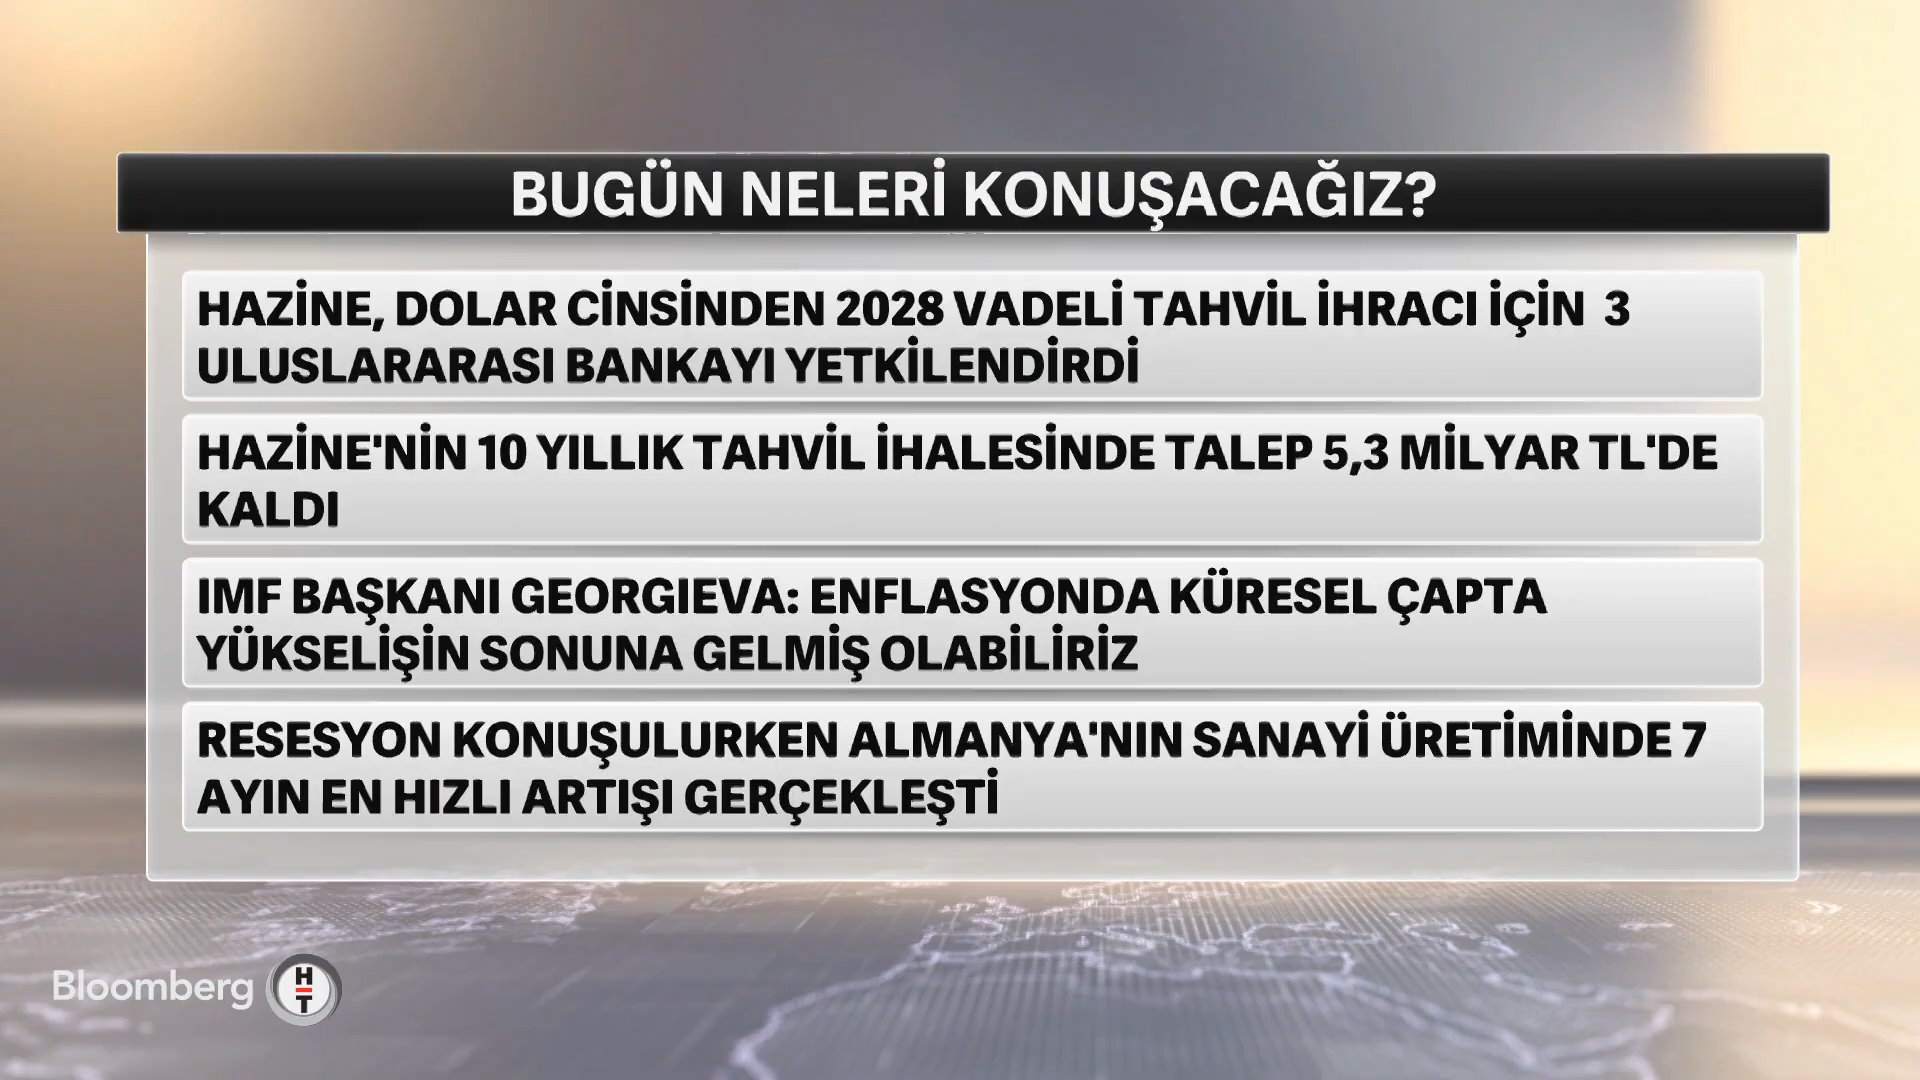 BUGÜN NELERİ KONUŞACAĞIZ?
HAZİNE, DOLAR CİNSİNDEN 2028 VADELİ TAHVİL İHRACI İÇİN  3
ULUSLARARASI BANKAYI YETKİLENDİRDİ
HAZİNE'NİN 10 YILLIK TAHVİL İHALESİNDE TALEP 5,3 MİLYAR TL'DE
KALDI
IMF BAŞKANI GEORGIEVA: ENFLASYONDA KÜRESEL ÇAPTA
YÜKSELİŞİN SONUNA GELMİŞ OLABİLİRİZ
RESESYON KONUŞULURKEN ALMANYA'NIN SANAYİ ÜRETİMİNDE 7
AYIN EN HIZLI ARTIŞI GERÇEKLEŞTİ
Bloomberg HT